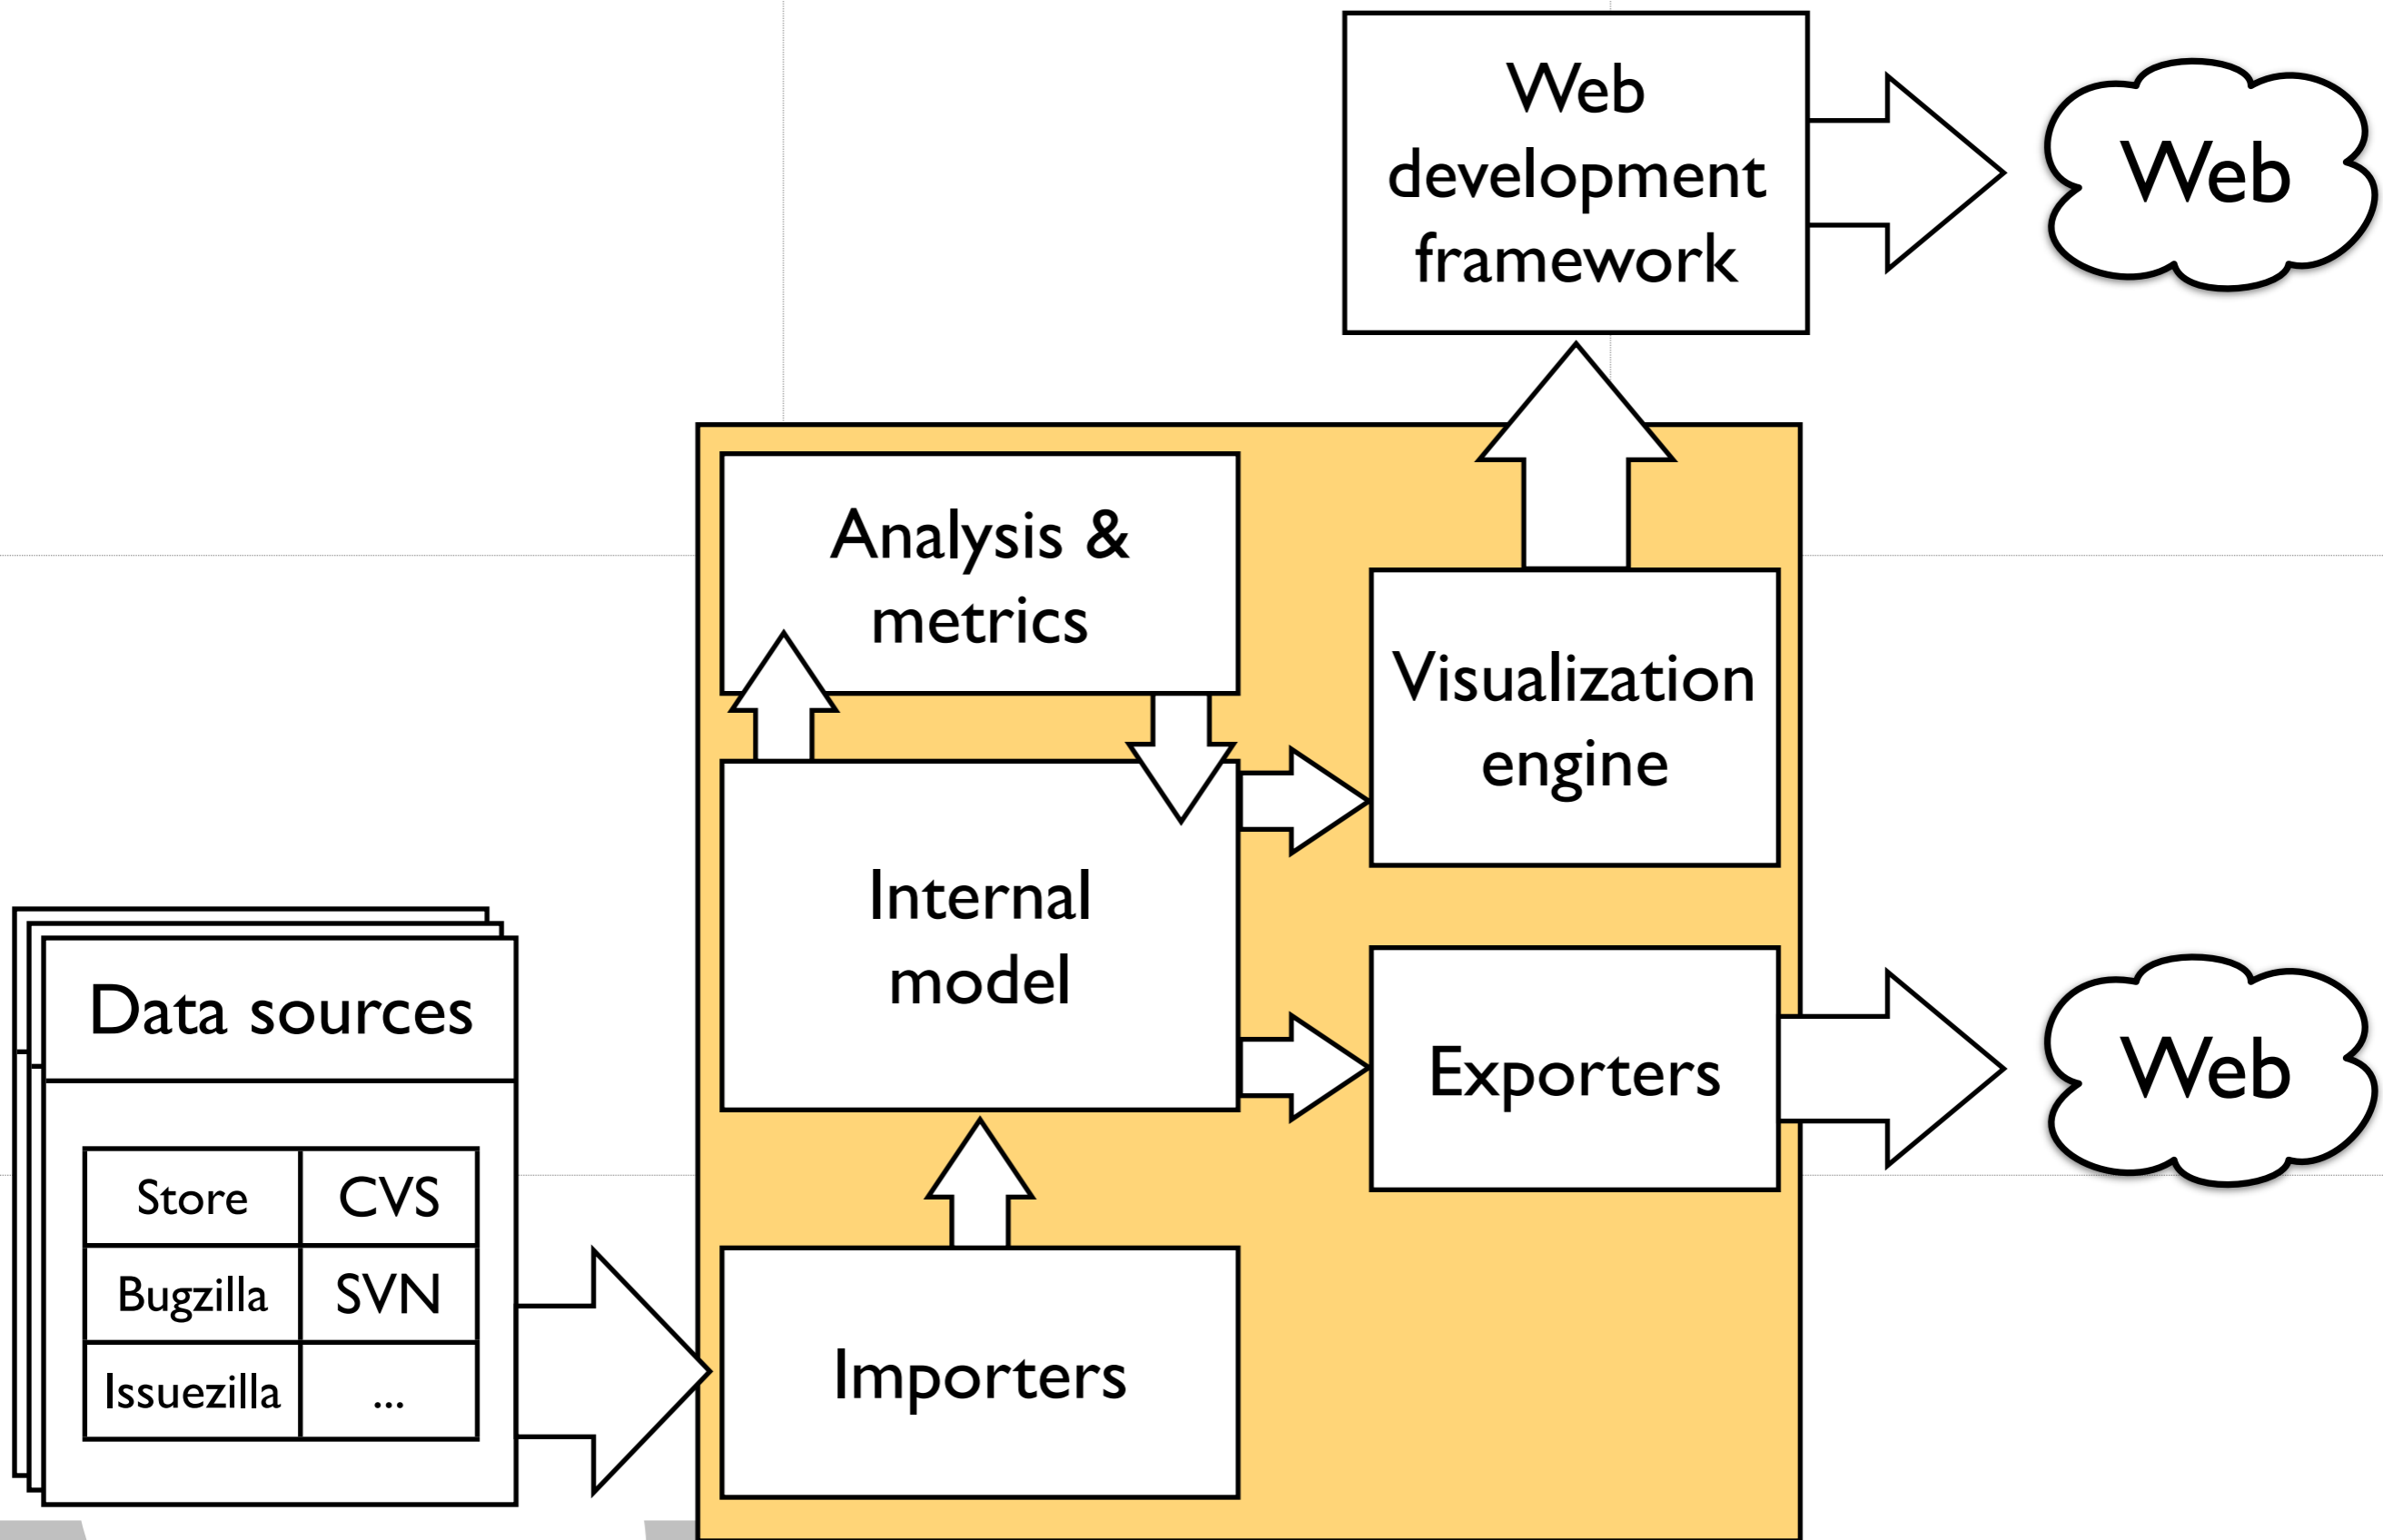 Web
development
framework
Web
Analysis &
metrics
Visualization
engine
Internal
model
Data sources
Exporters
Web
Store
CVS
Bugzilla
SVN
Issuezilla
...
Importers